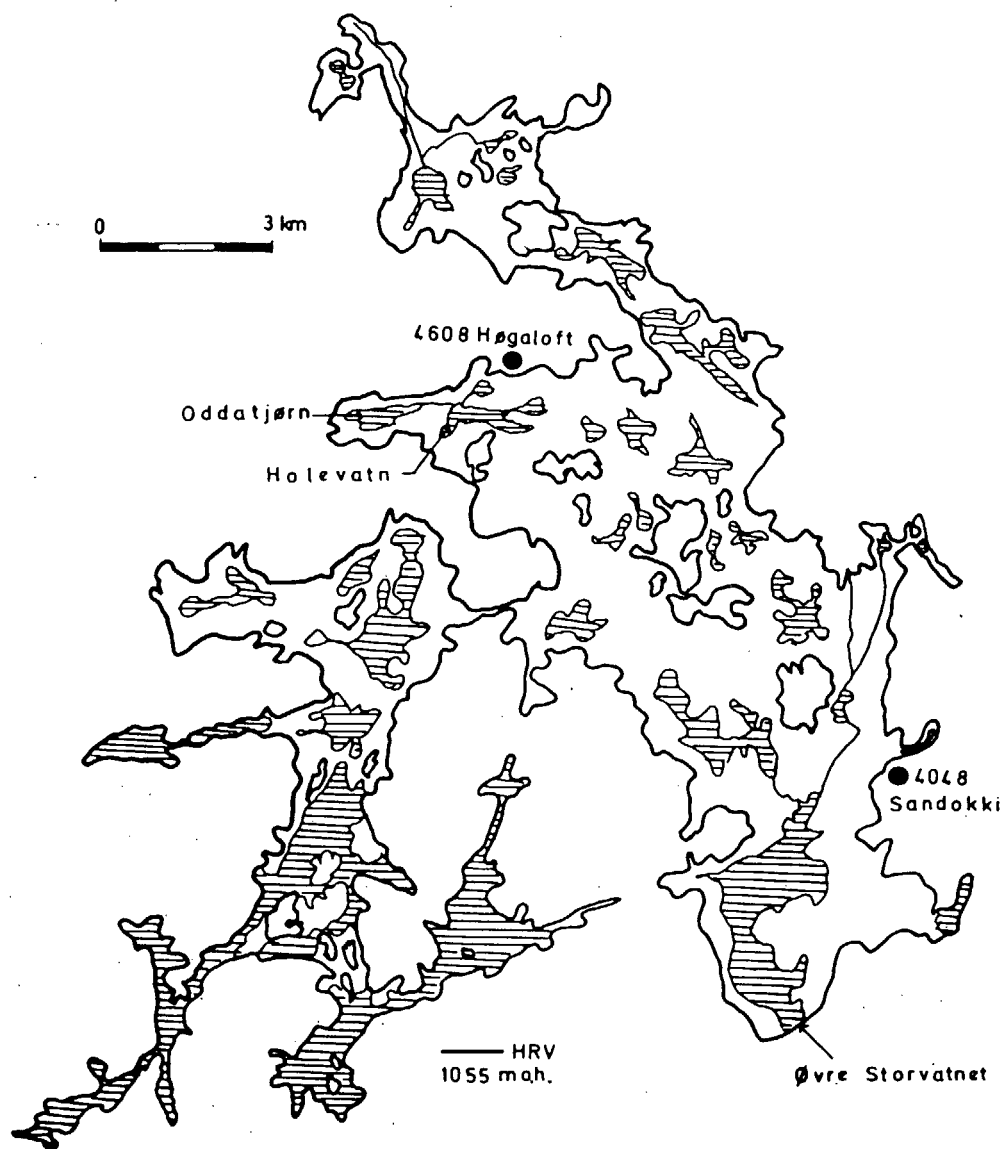 0 3 km
4608 Høgaloft
Oddatjørn
Holevatn
4048
Sandokki
HRV
1055 m.o.h.
Øvre Storvatnet